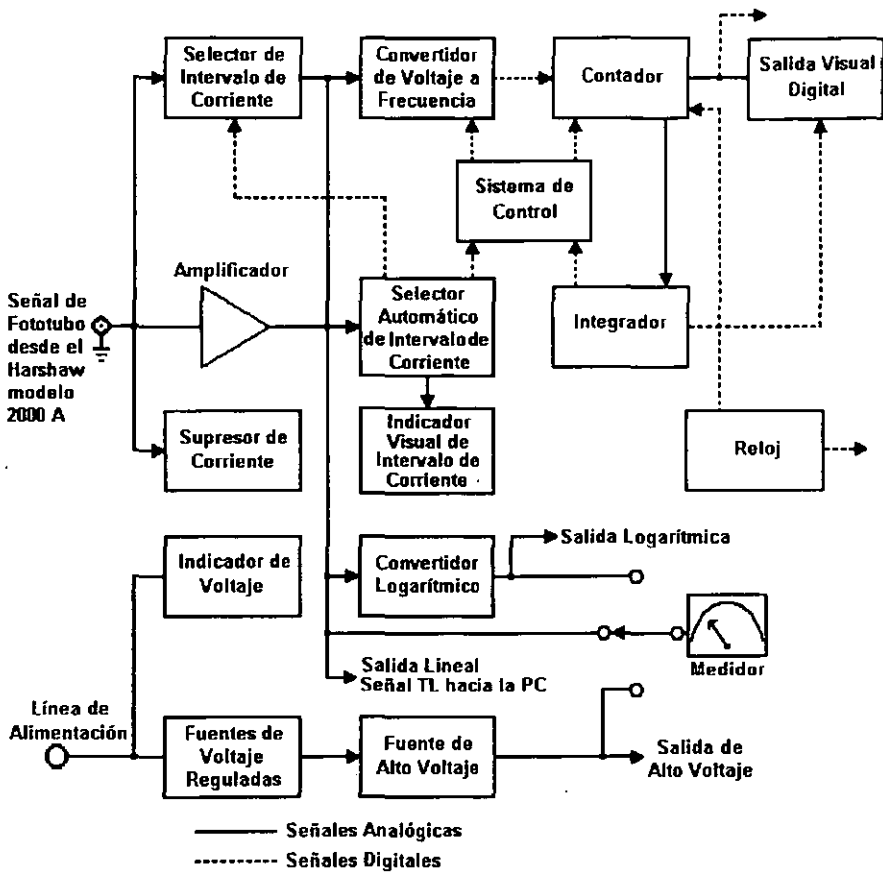 Selector de
Intervalo de
Corriente
Convertidor
de Voltaje a
Frecuencia
Contador
Salida Visual
Digital
Sistema de
Control
Amplificador
Señal de
Fototubo
desde el
Harshaw
modelo
2000 A
Selector
Automático
de Intervalo de
Corriente
Integrador
Supresor de
Corriente
Indicador
Visual de
Intervalo de
Corriente
Reloj
Indicador de
Voltaje
Convertidor
Logarítmico
Salida Logarítmica
Medidor
Salida Lineal
Señal TL hacia la PC
Línea de
Alimentación
Fuentes de
Voltaje
Reguladas
Fuente de
Alto Voltaje
Salida de
Alto Voltaje
Señales Analógicas
Señales Digitales